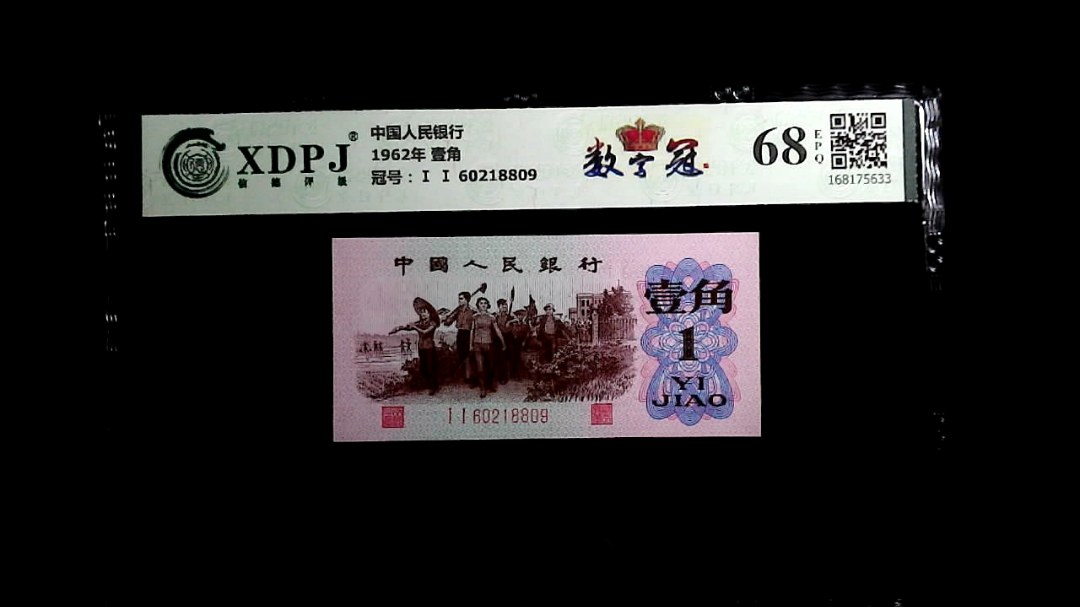 XDPJ®
信德评级
中国人民银行
1962年 壹角
冠号：I I 60218809
数字冠
68
EPQ
168175633
中國人民銀行
壹角
1
YI
JIAO
I I 60218809